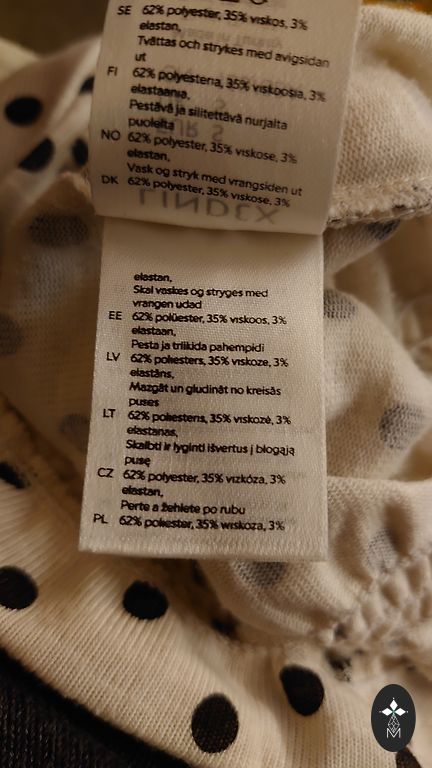 SE 62% polyester, 35% viskos, 3%
elastan,
Tvättas och strykes med avigsidan
ut
FI 62% polyesteria, 35% viskoosia, 3%
elastaania,
Pestävä ja silitettävä nurjalta
puolelta
NO 62% polyester, 35% viskose, 3%
elastan,
Vask og stryk med vrangsiden ut
DK 62% polyester, 35% viskose, 3%
LINDEX
elastan,
Skal vaskes og stryges med
vrangen udad
EE 62% polüester, 35% viskoos, 3%
elastaan,
Pesta ja triikida pahempidi
LV 62% poliesters, 35% viskoze, 3%
elastāns,
Mazgāt un gludināt no kreisās
puses
LT 62% poliesteris, 35% viskozė, 3%
elastanas,
Skalbti ir lyginti išvertus į blogąją
pusę
CZ 62% polyester, 35% vizkóza, 3%
elastan,
Perte a žehlete po rubu
PL 62% poliester, 35% wiskoza, 3%
M